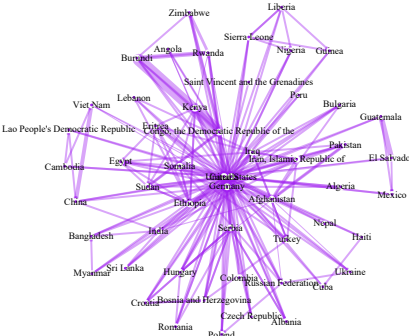 Liberia
Zimbabwe
Sierra Leone
Angola
Rwanda
Nigeria
Guinea
Burundi
Saint Vincent and the Grenadines
Peru
Lebanon
Viet Nam
Kenya
Bulgaria
Guatemala
Lao People's Democratic Republic
Eritrea
Congo, the Democratic Republic of the
Pakistan
Iraq
Iran, Islamic Republic of
El Salvado
Cambodia
Egypt
Somalia
United States
Germany
Sudan
Algeria
Mexico
China
Ethiopia
Afghanistan
Nepal
Bangladesh
India
Serbia
Turkey
Haiti
Myanmar
Sri Lanka
Hungary
Colombia
Russian Federation
Ukraine
Cuba
Croatia
Bosnia and Herzegovina
Czech Republic
Albania
Romania
Poland